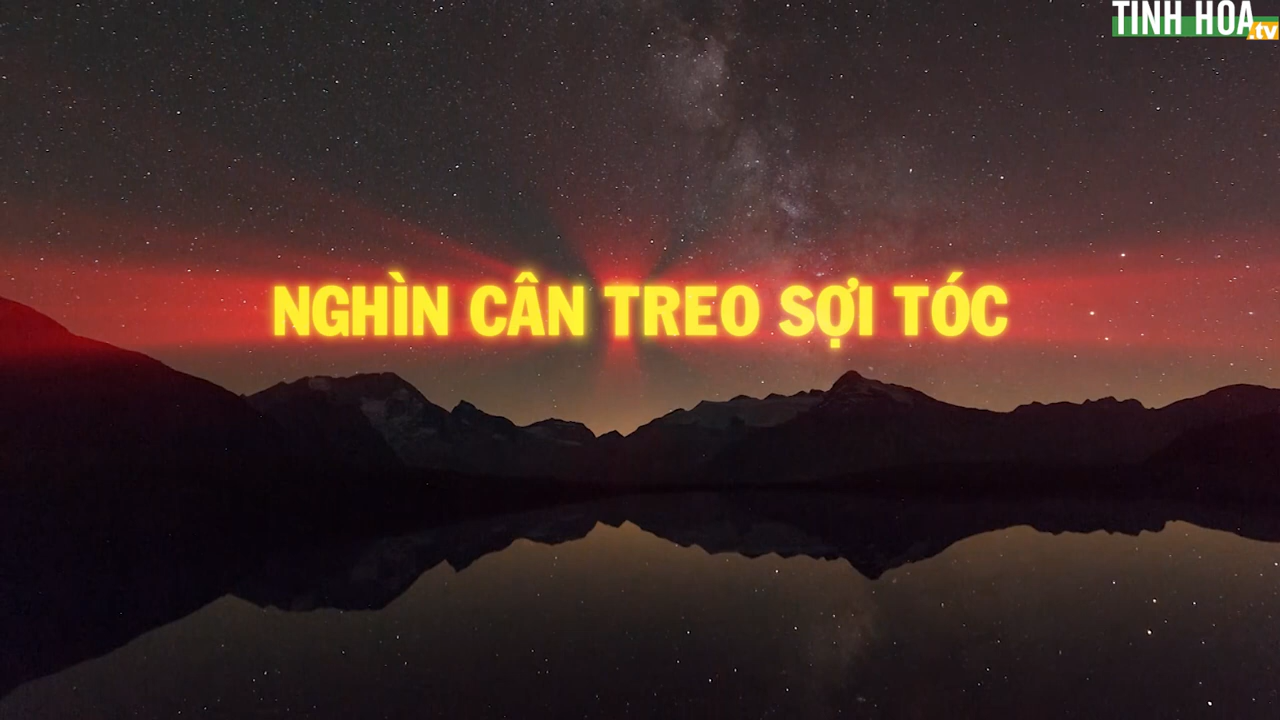 TINH HOA
.tv
NGHÌN CÂN TREO SỢI TÓC